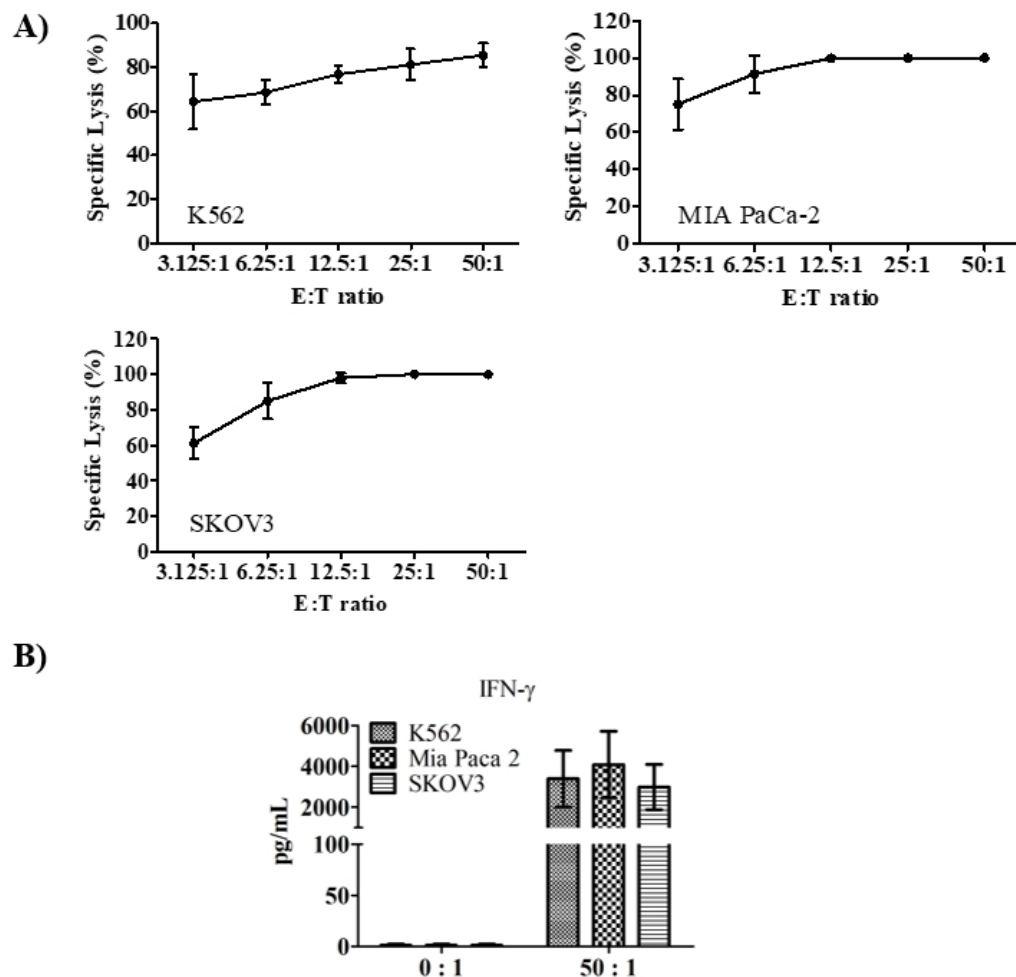 A)
Specific Lysis (%)
100
80
60
40
20
0
K562
3.125:1 6.25:1 12.5:1 25:1 50:1
E:T ratio
Specific Lysis (%)
120
100
80
60
40
20
0
MIA PaCa-2
3.125:1 6.25:1 12.5:1 25:1 50:1
E:T ratio
Specific Lysis (%)
120
100
80
60
40
20
0
SKOV3
3.125:1 6.25:1 12.5:1 25:1 50:1
E:T ratio
B)
IFN-γ
pg/mL
6000
4000
2000
100
50
0
K562
Mia Paca 2
SKOV3
0 : 1 50 : 1